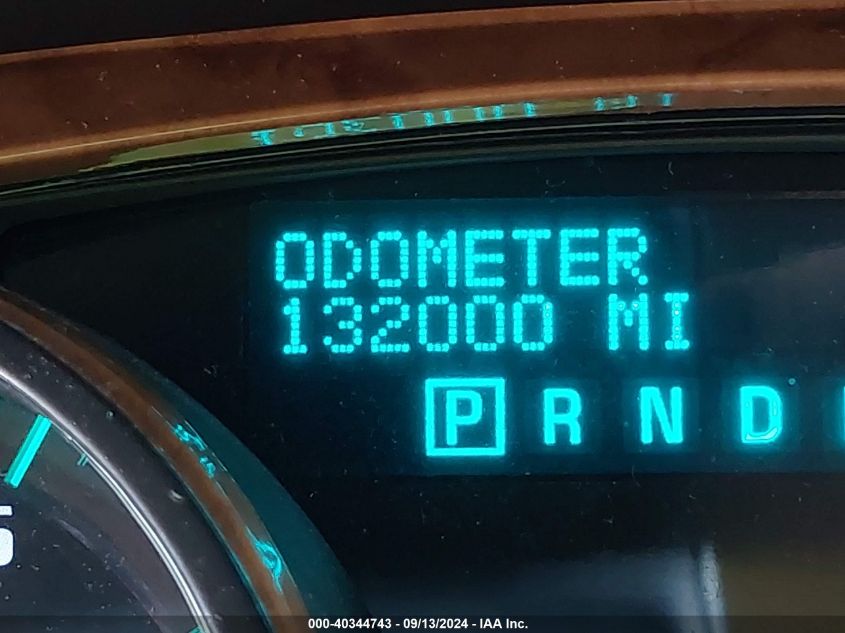 ODOMETER
132000 MI
P R N D
000-40344743 - 09/13/2024 - IAA Inc.